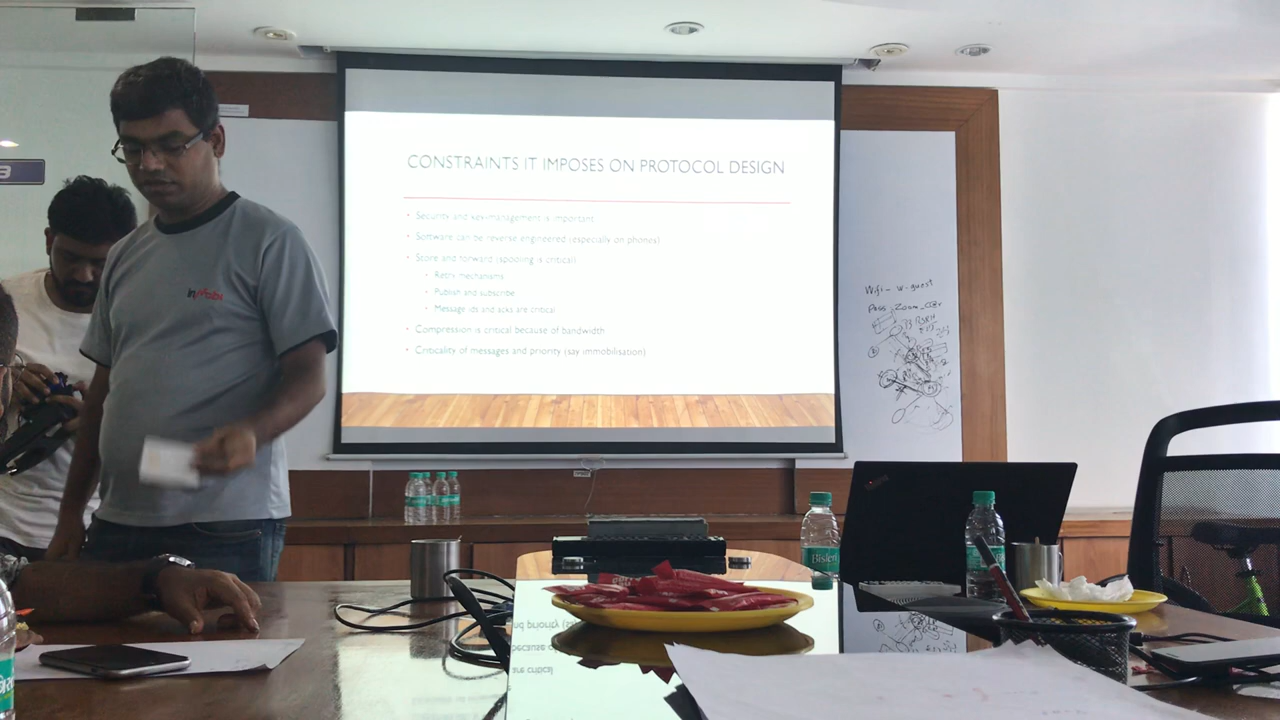 CONSTRAINTS IT IMPOSES ON PROTOCOL DESIGN
• Security and key-management is important
• Software can be reverse engineered (especially on phones)
• Store and forward (spooling is critical)
• Retry mechanisms
• Publish and subscribe
• Message ids and acks are critical
• Compression is critical because of bandwidth
• Criticality of messages and priority (say immobilisation)
Wifi - w-guest
Pass
InMobi
Bisleri